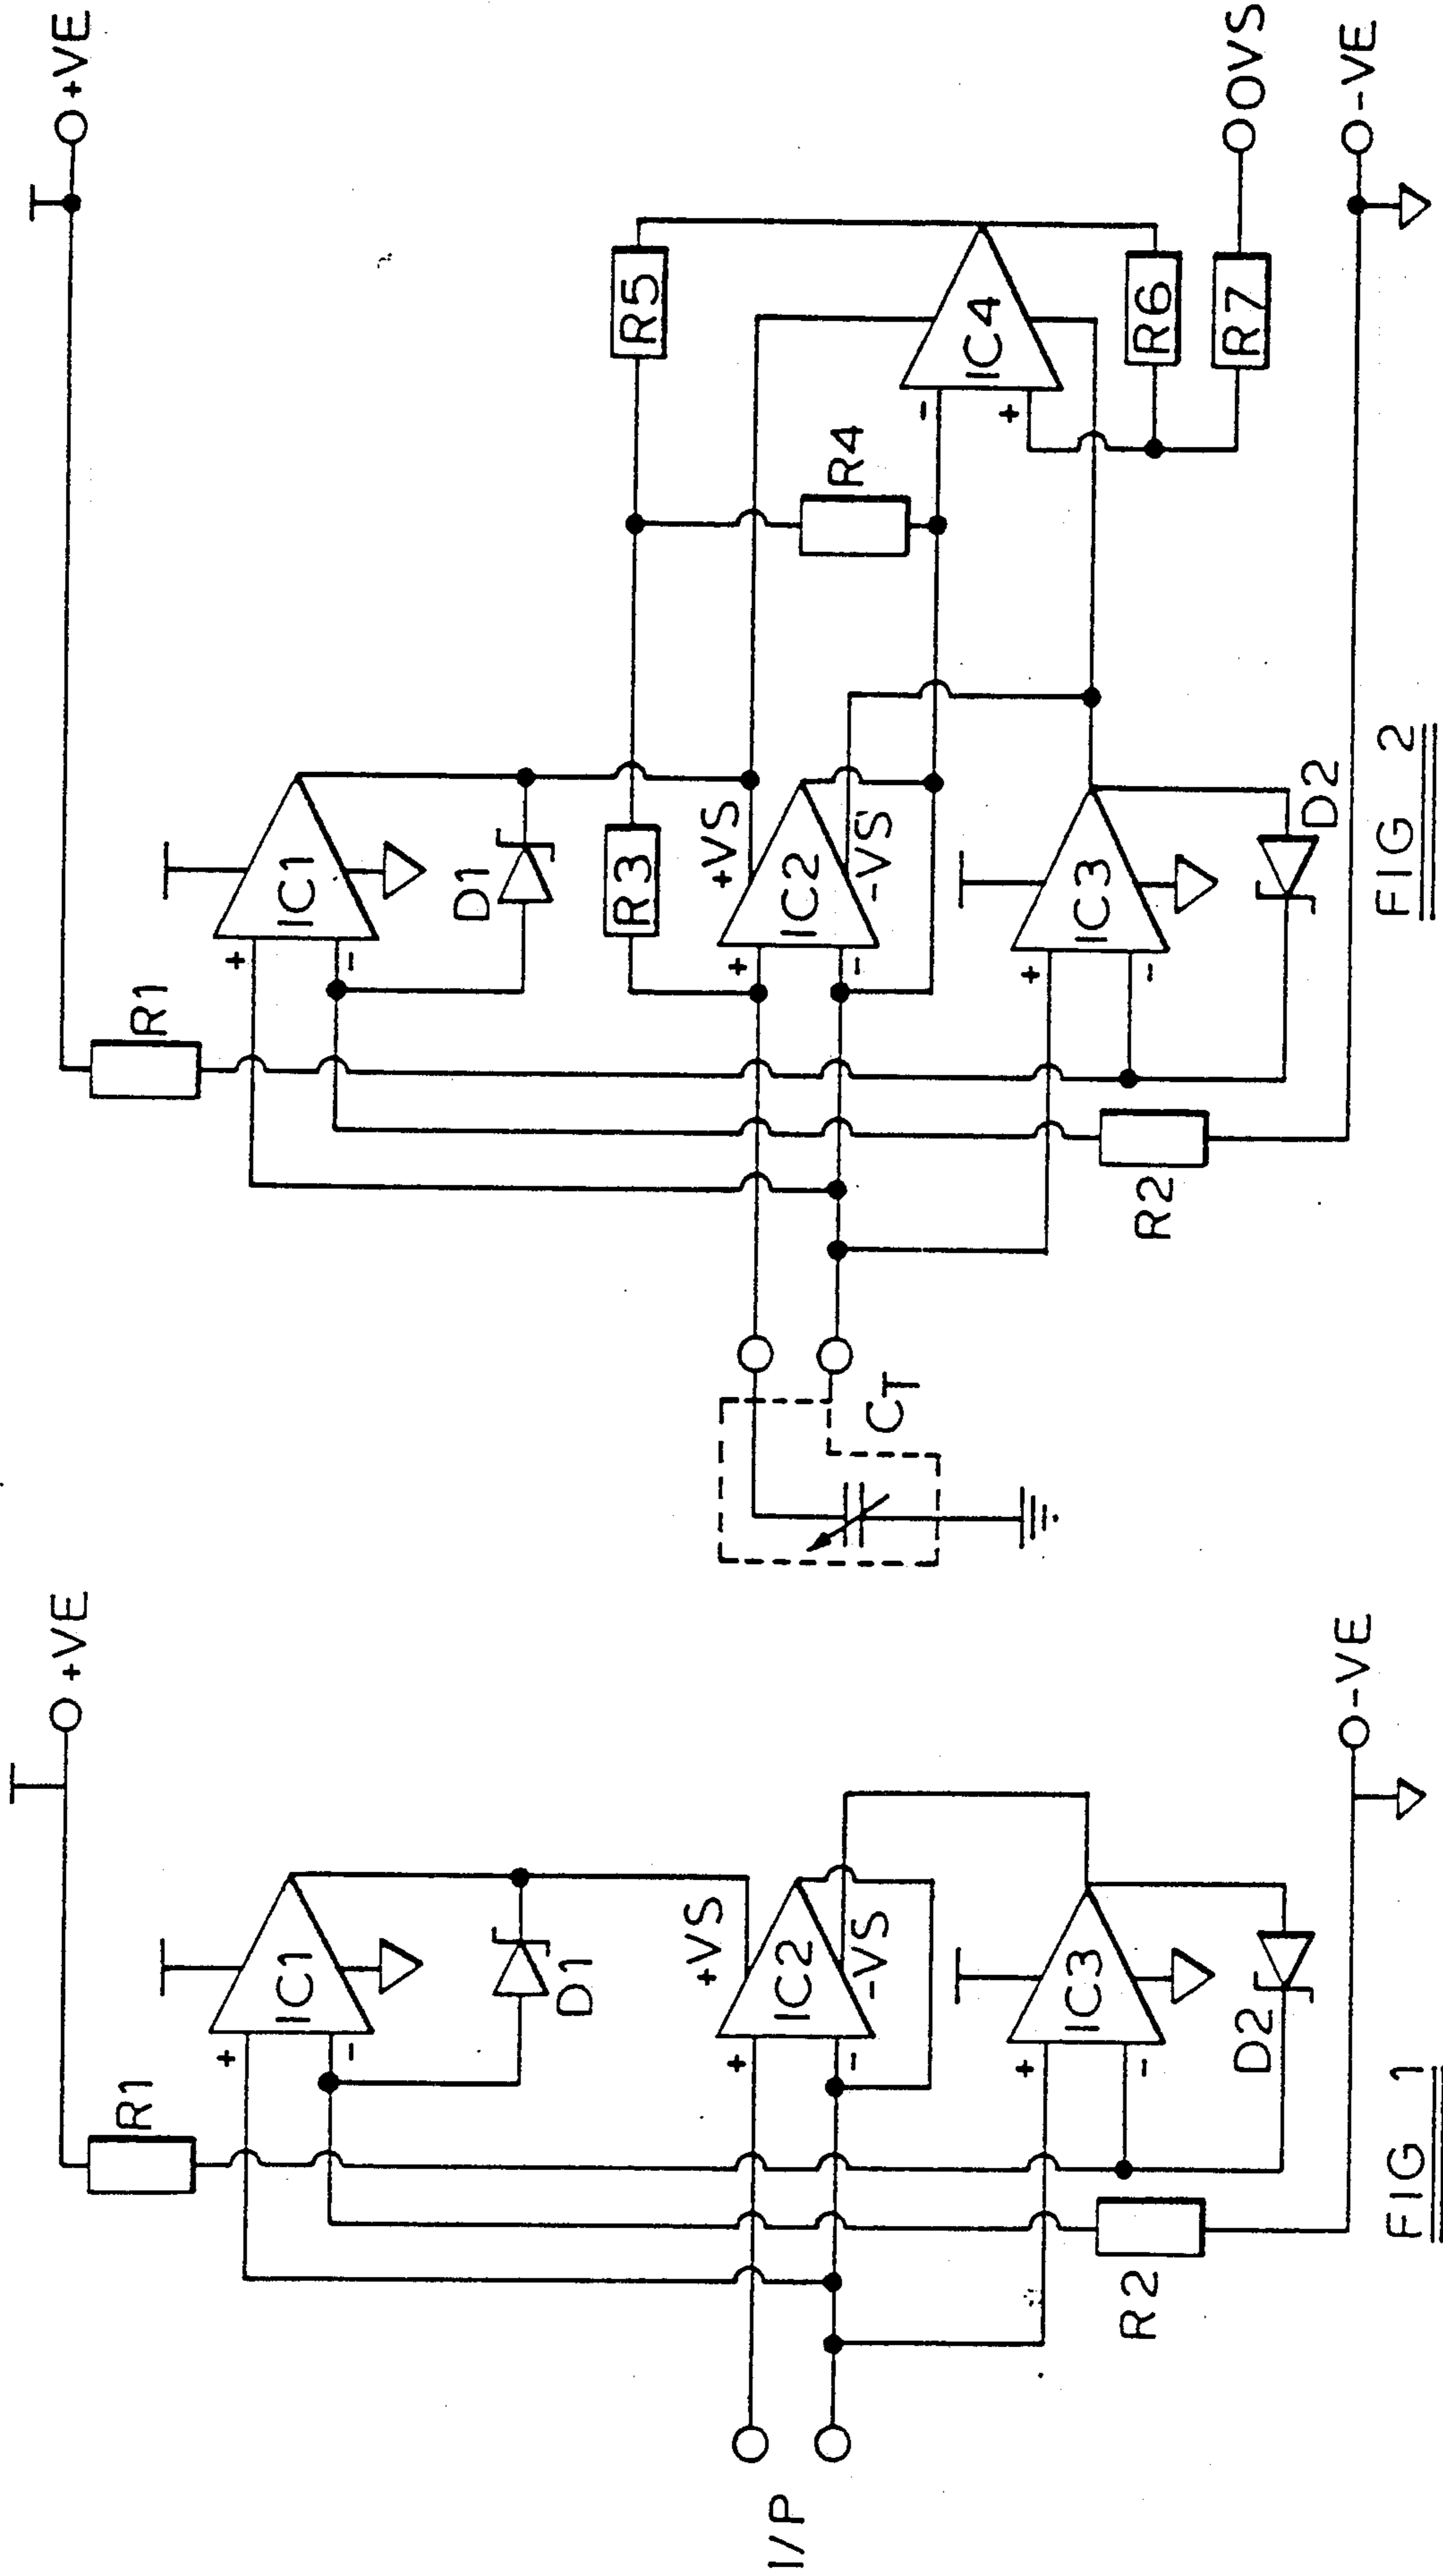 +VE
R1
+
-
IC1
D1
+VS
+
-
IC2
-VS
I/P
+
-
IC3
D2
R2
-VE
FIG 1
+VE
R1
+
-
IC1
D1
R3
R5
+VS
+
-
IC2
-VS
R4
-
+
IC4
CT
+
-
IC3
R6
R7
OVS
R2
D2
-VE
FIG 2